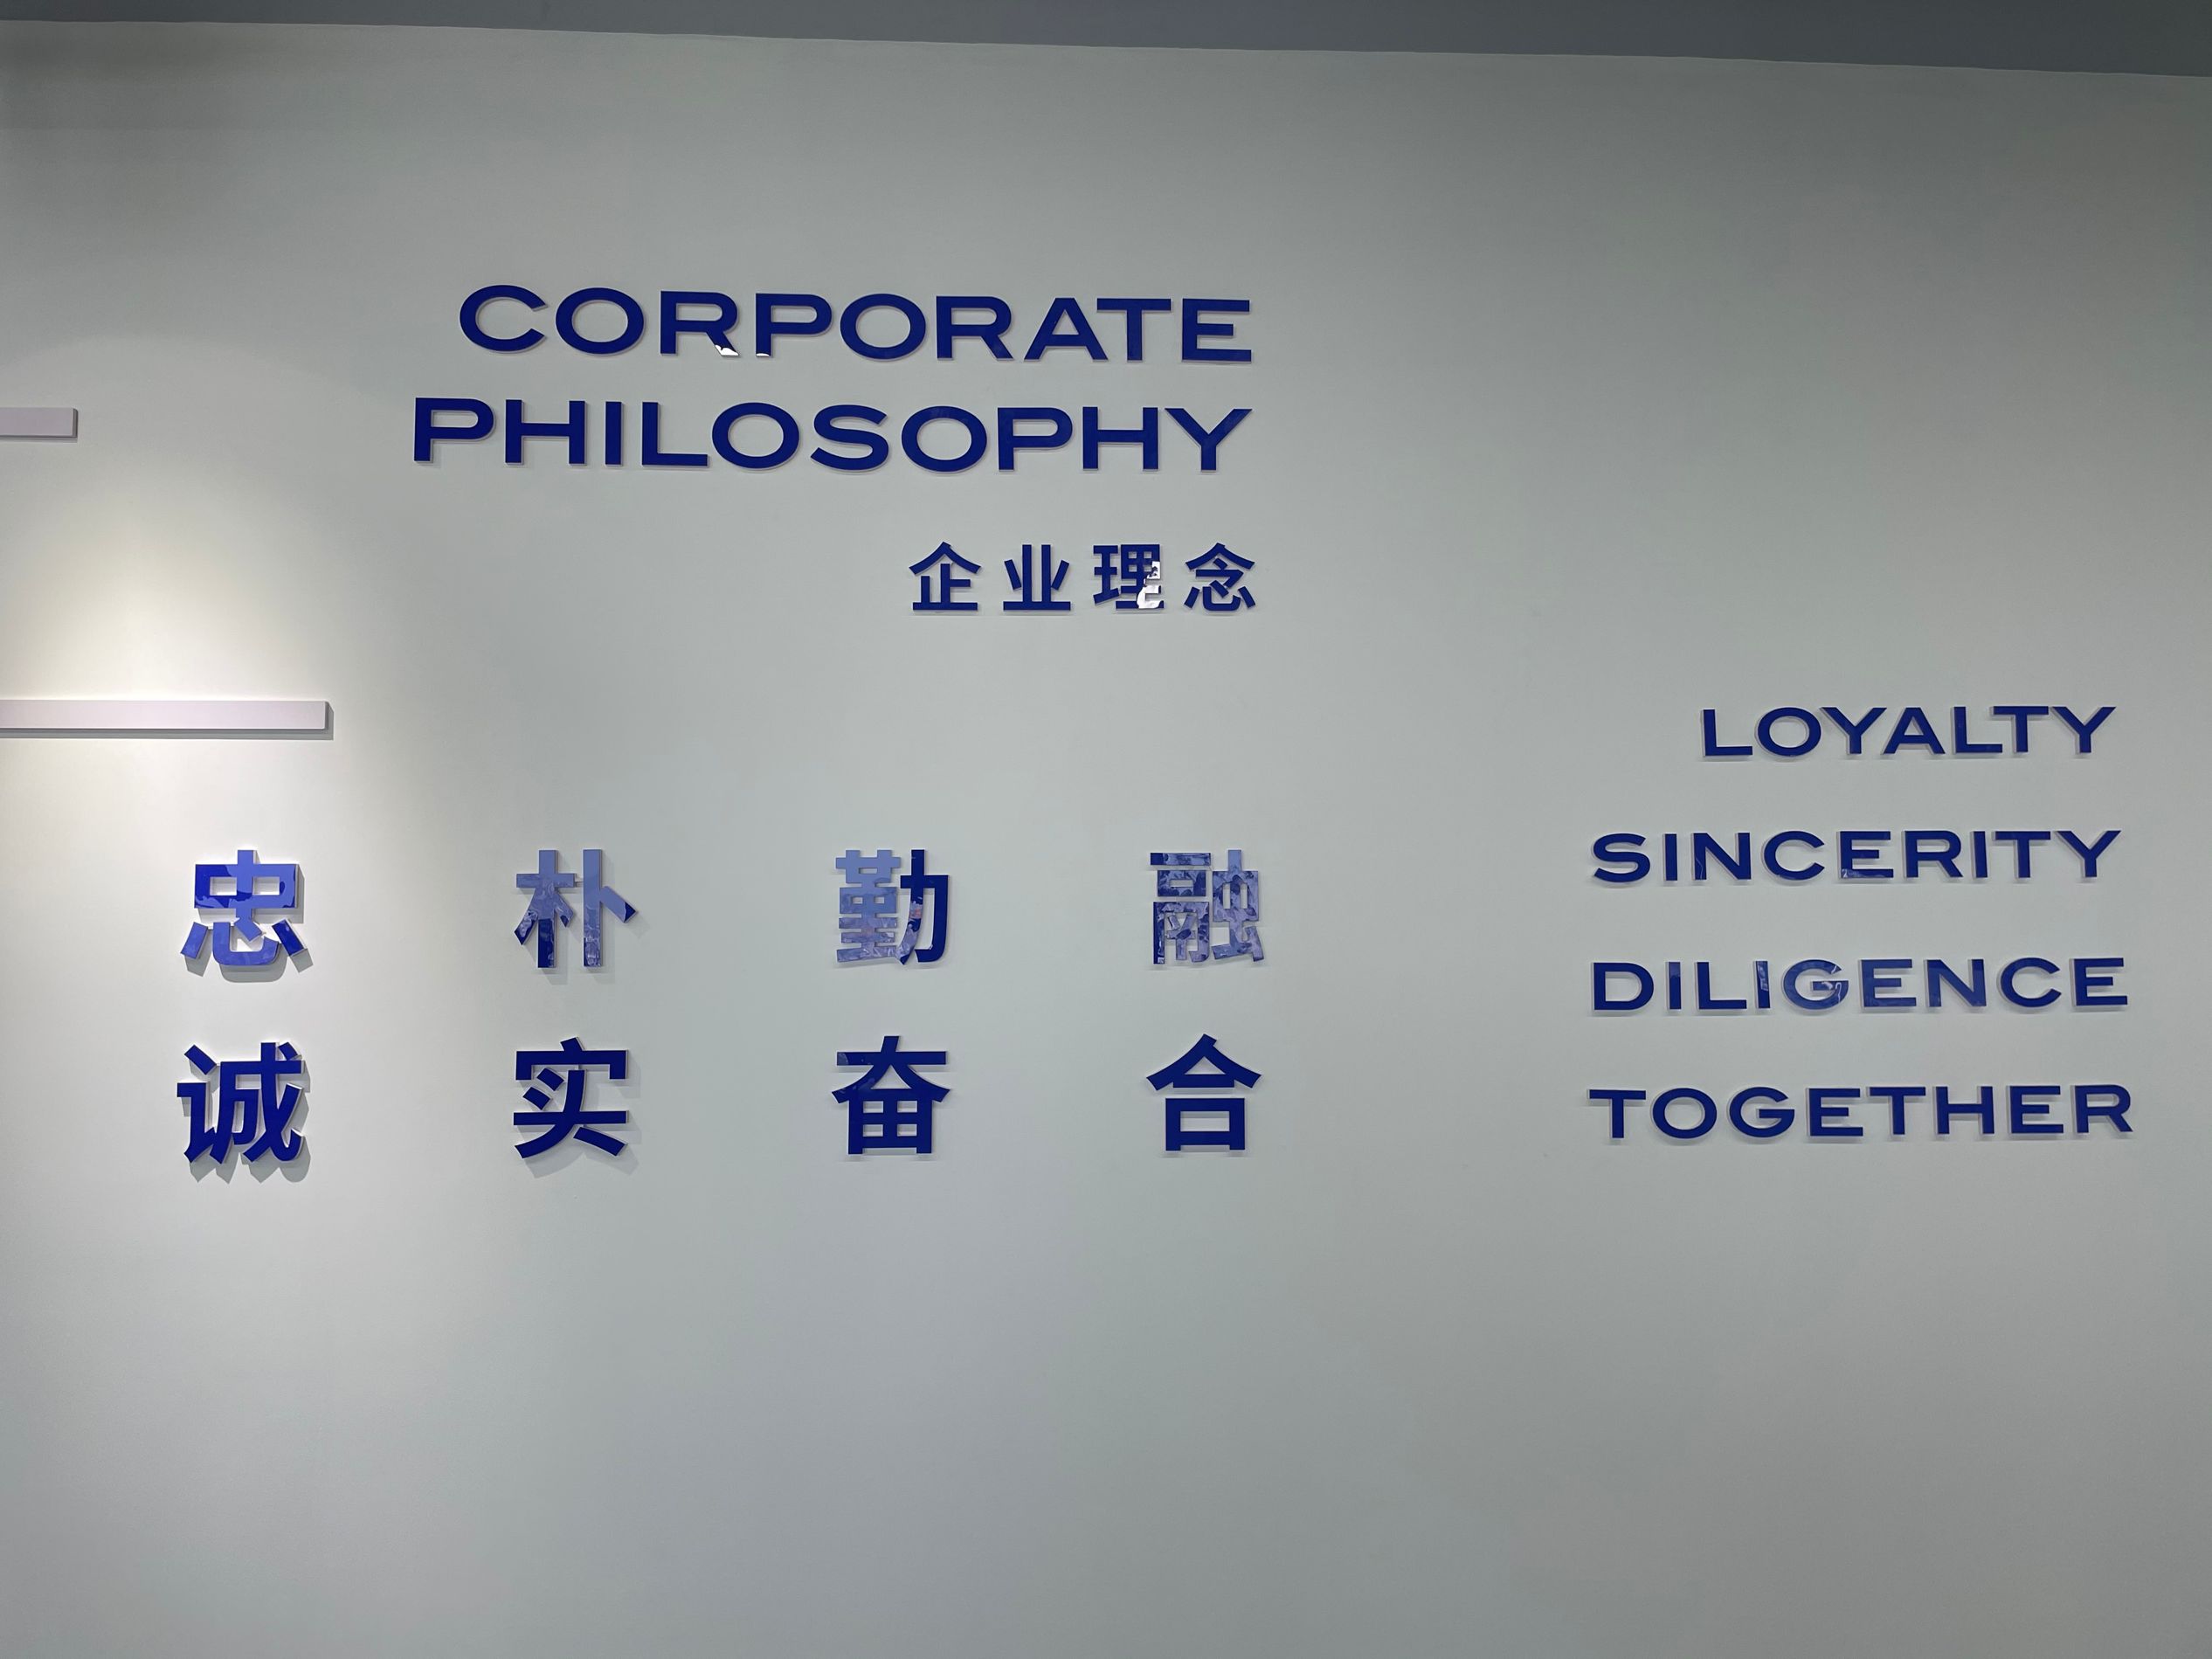 CORPORATE
PHILOSOPHY
企业理念
忠 朴 勤 融
诚 实 奋 合
LOYALTY
SINCERITY
DILIGENCE
TOGETHER